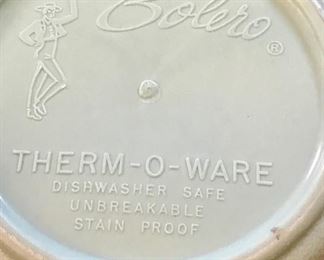 Bolero®
THERM-O-WARE
DISHWASHER SAFE
UNBREAKABLE
STAIN PROOF